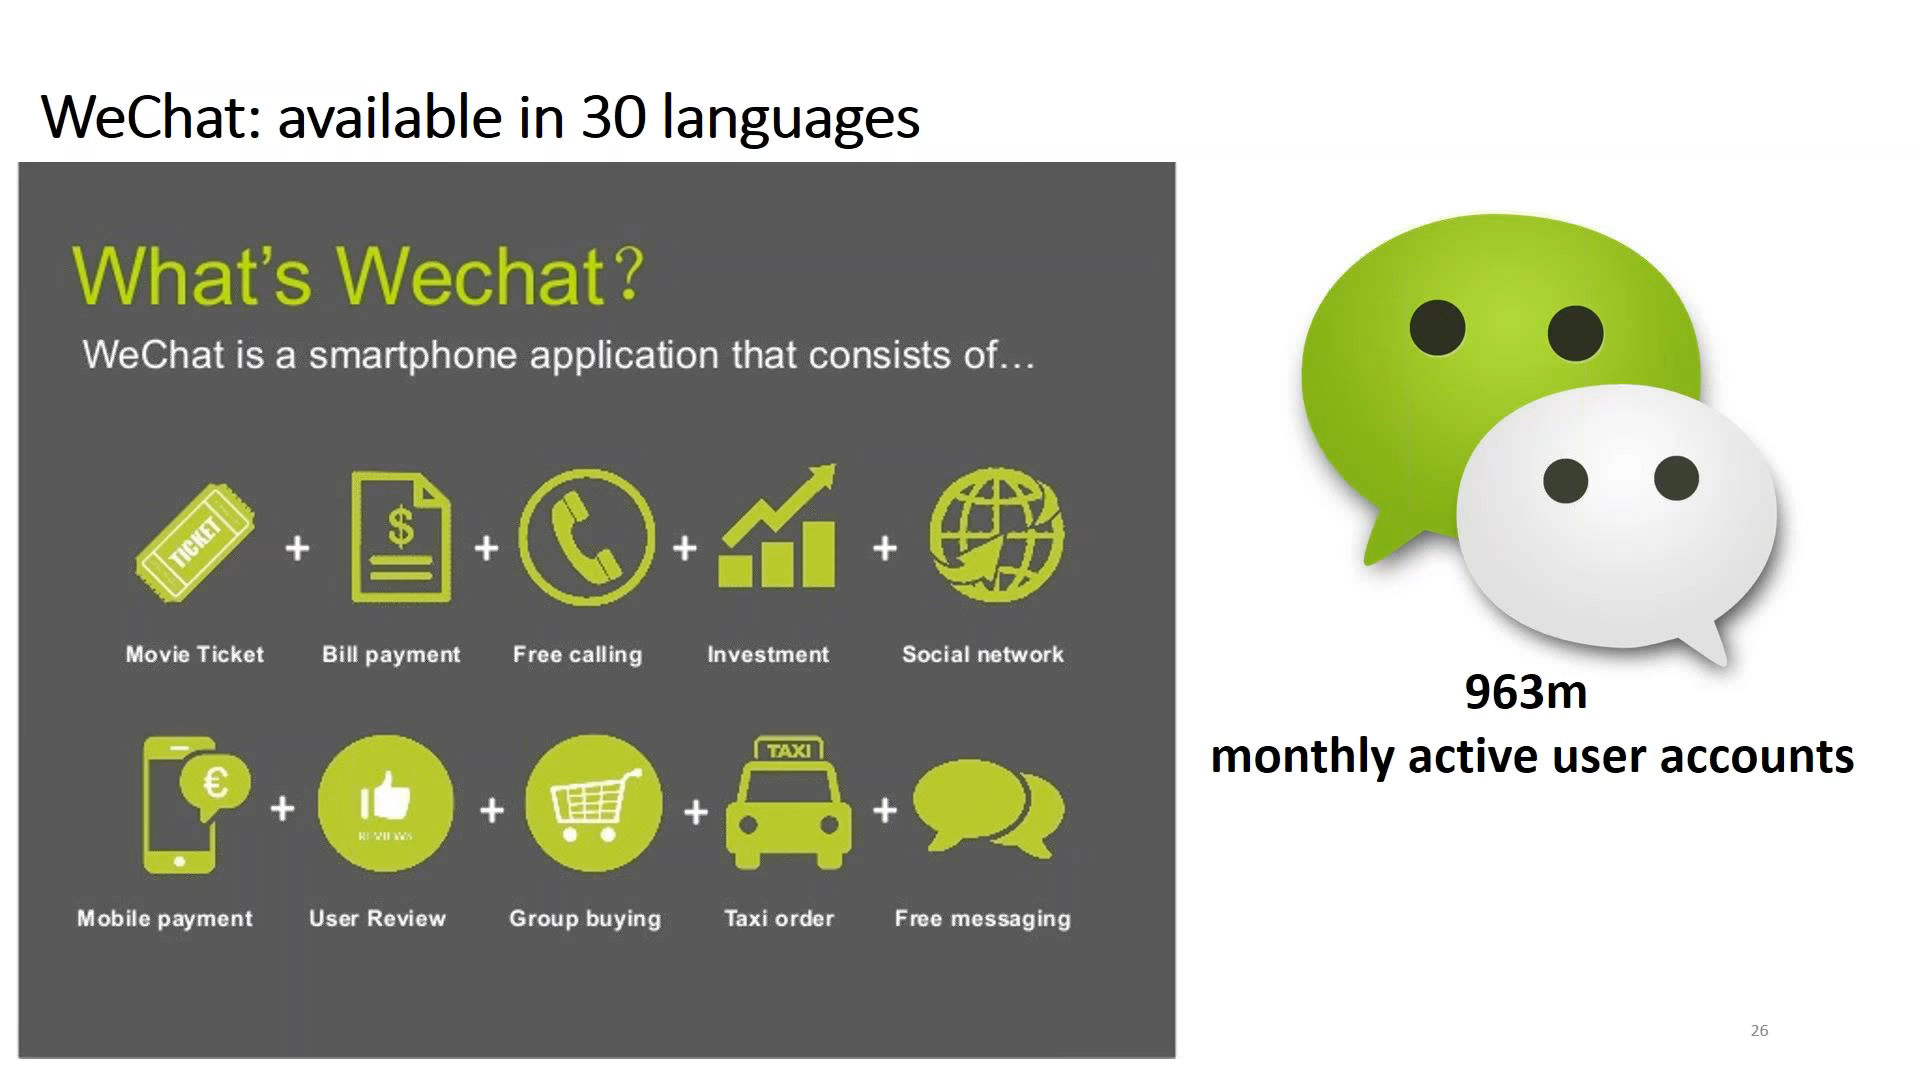 WeChat: available in 30 languages
What’s Wechat？
WeChat is a smartphone application that consists of…
TICKET
$
+ + + +
Movie Ticket Bill payment Free calling Investment Social network
TAXI
€
REVIEWS
+ + + +
Mobile payment User Review Group buying Taxi order Free messaging
963m
monthly active user accounts
26